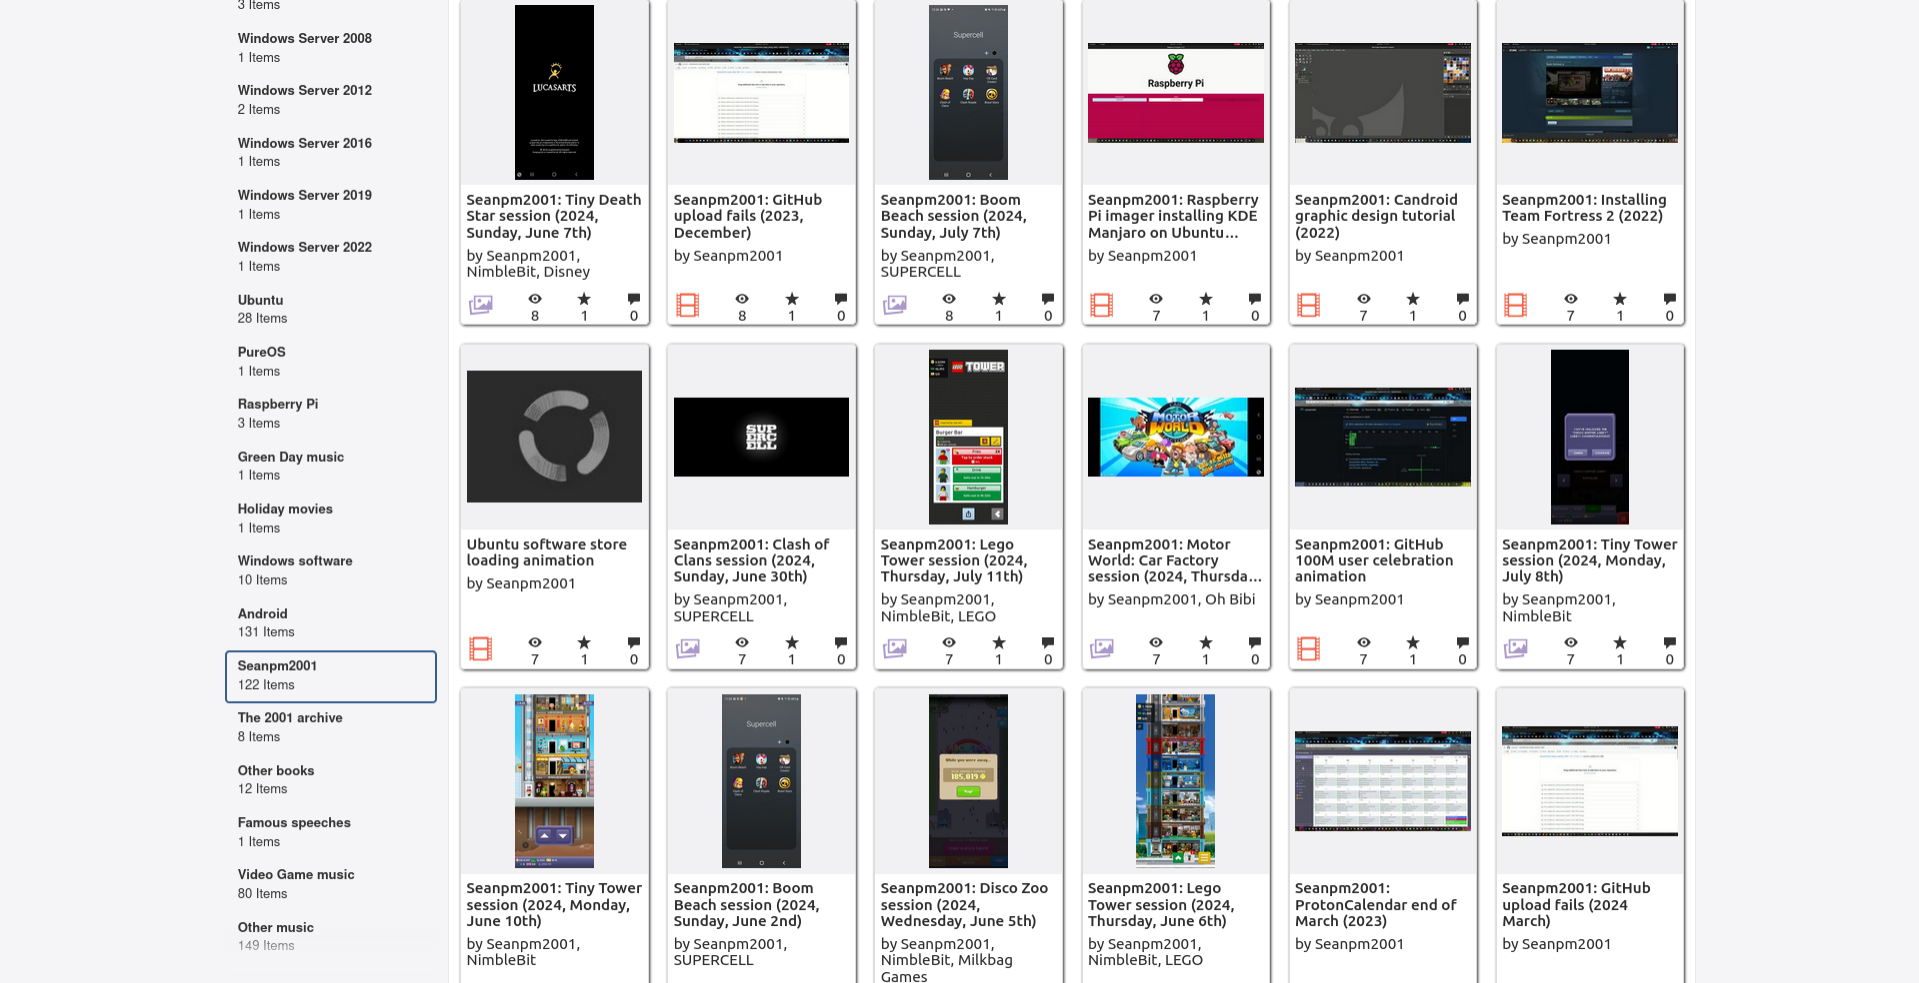 3 Items
Windows Server 2008
1 Items
Windows Server 2012
2 Items
Windows Server 2016
1 Items
Windows Server 2019
1 Items
Windows Server 2022
1 Items
Ubuntu
28 Items
PureOS
1 Items
Raspberry Pi
3 Items
Green Day music
1 Items
Holiday movies
1 Items
Windows software
10 Items
Android
131 Items
Seanpm2001
122 Items
The 2001 archive
8 Items
Other books
12 Items
Famous speeches
1 Items
Video Game music
80 Items
Other music
149 Items
LUCASARTS
Seanpm2001: Tiny Death
Star session (2024,
Sunday, June 7th)
by Seanpm2001,
NimbleBit, Disney
8
1
0
Seanpm2001: GitHub
upload fails (2023,
December)
by Seanpm2001
8
1
0
Supercell
Seanpm2001: Boom
Beach session (2024,
Sunday, July 7th)
by Seanpm2001,
SUPERCELL
8
1
0
Raspberry Pi
Seanpm2001: Raspberry
Pi imager installing KDE
Manjaro on Ubuntu...
by Seanpm2001
7
1
0
Seanpm2001: Candroid
graphic design tutorial
(2022)
by Seanpm2001
7
1
0
Seanpm2001: Installing
Team Fortress 2 (2022)
by Seanpm2001
7
1
0
Ubuntu software store
loading animation
by Seanpm2001
7
1
0
SUP
ERC
ELL
Seanpm2001: Clash of
Clans session (2024,
Sunday, June 30th)
by Seanpm2001,
SUPERCELL
7
1
0
LEGO TOWER
Burger Bar
Seanpm2001: Lego
Tower session (2024,
Thursday, July 11th)
by Seanpm2001,
NimbleBit, LEGO
7
1
0
MOTOR
WORLD
Seanpm2001: Motor
World: Car Factory
session (2024, Thursda...
by Seanpm2001, Oh Bibi
7
1
0
Seanpm2001: GitHub
100M user celebration
animation
by Seanpm2001
7
1
0
Seanpm2001: Tiny Tower
session (2024, Monday,
July 8th)
by Seanpm2001,
NimbleBit
7
1
0
Seanpm2001: Tiny Tower
session (2024, Monday,
June 10th)
by Seanpm2001,
NimbleBit
Supercell
Seanpm2001: Boom
Beach session (2024,
Sunday, June 2nd)
by Seanpm2001,
SUPERCELL
While you were away...
185,019
Seanpm2001: Disco Zoo
session (2024,
Wednesday, June 5th)
by Seanpm2001,
NimbleBit, Milkbag
Games
Seanpm2001: Lego
Tower session (2024,
Thursday, June 6th)
by Seanpm2001,
NimbleBit, LEGO
Seanpm2001:
ProtonCalendar end of
March (2023)
by Seanpm2001
Seanpm2001: GitHub
upload fails (2024
March)
by Seanpm2001